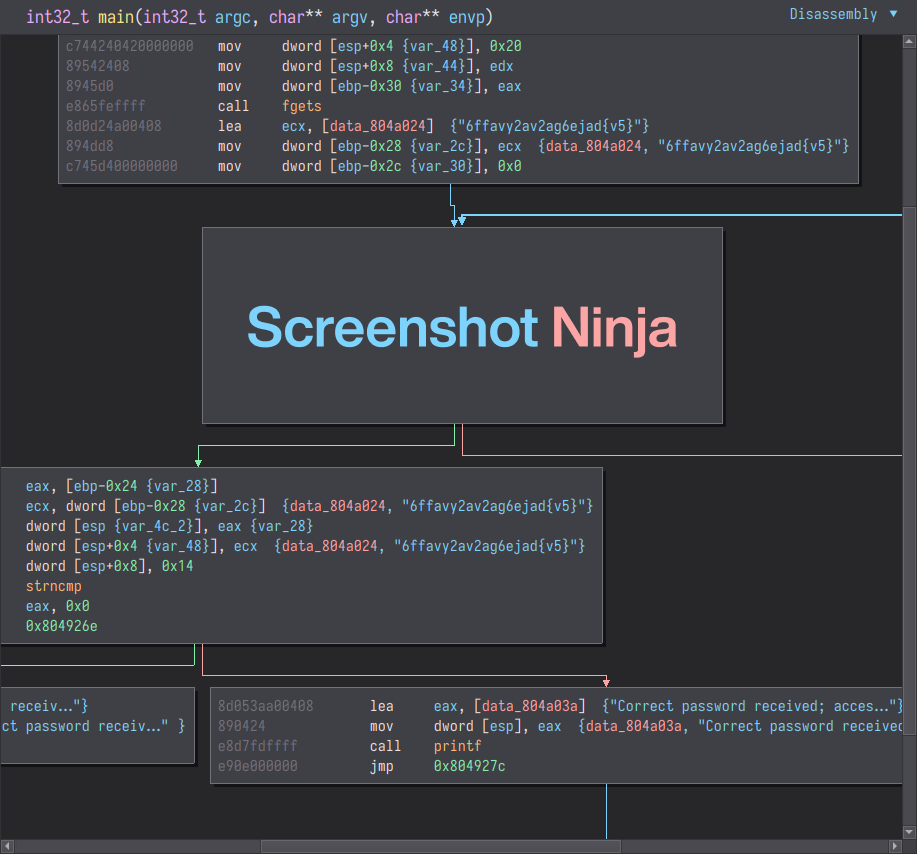 int32_t main(int32_t argc, char** argv, char** envp)
Disassembly
c744240420000000 mov dword [esp+0x4 {var_48}], 0x20
89542408 mov dword [esp+0x8 {var_44}], edx
8945d0 mov dword [ebp-0x30 {var_34}], eax
e865feffff call fgets
8d0d24a00408 lea ecx, [data_804a024] {"6ffavy2av2ag6ejad{v5}"}
894dd8 mov dword [ebp-0x28 {var_2c}], ecx {data_804a024, "6ffavy2av2ag6ejad{v5}"}
c745d400000000 mov dword [ebp-0x2c {var_30}], 0x0
Screenshot Ninja
eax, [ebp-0x24 {var_28}]
ecx, dword [ebp-0x28 {var_2c}] {data_804a024, "6ffavy2av2ag6ejad{v5}"}
dword [esp {var_4c_2}], eax {var_28}
dword [esp+0x4 {var_48}], ecx {data_804a024, "6ffavy2av2ag6ejad{v5}"}
dword [esp+0x8], 0x14
strncmp
eax, 0x0
0x804926e
receiv..."}
ct password receiv..." }
8d053aa00408 lea eax, [data_804a03a] {"Correct password received; acces..."}
890424 mov dword [esp], eax {data_804a03a, "Correct password received
e8d7fdffff call printf
e90e000000 jmp 0x804927c